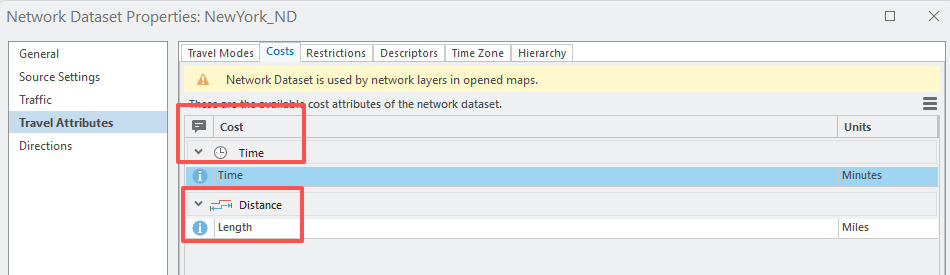 Network Dataset Properties: NewYork_ND
General
Source Settings
Traffic
Travel Attributes
Directions
Travel Modes Costs Restrictions Descriptors Time Zone Hierarchy
Network Dataset is used by network layers in opened maps.
These are the available cost attributes of the network dataset.
Cost Units
Time
Time Minutes
Distance
Length Miles